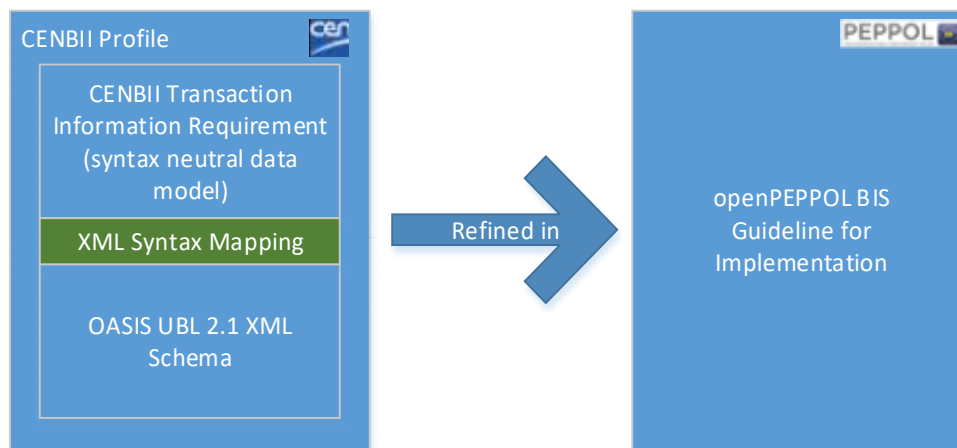 CENBII Profile
cen
CENBII Transaction
Information Requirement
(syntax neutral data
model)
XML Syntax Mapping
OASIS UBL 2.1 XML
Schema
Refined in
PEPPOL
openPEPPOL BIS
Guideline for
Implementation